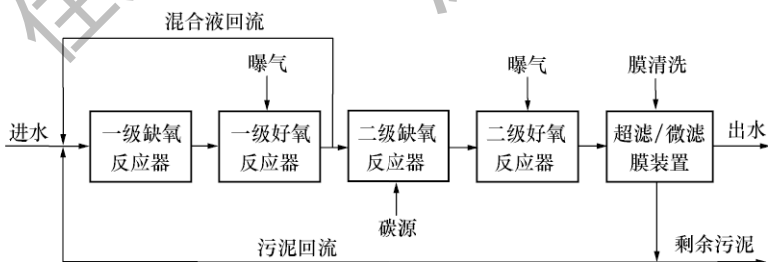 混合液回流
曝气
曝气
膜清洗
进水
一级缺氧
反应器
一级好氧
反应器
二级缺氧
反应器
二级好氧
反应器
超滤/微滤
膜装置
出水
碳源
污泥回流
剩余污泥